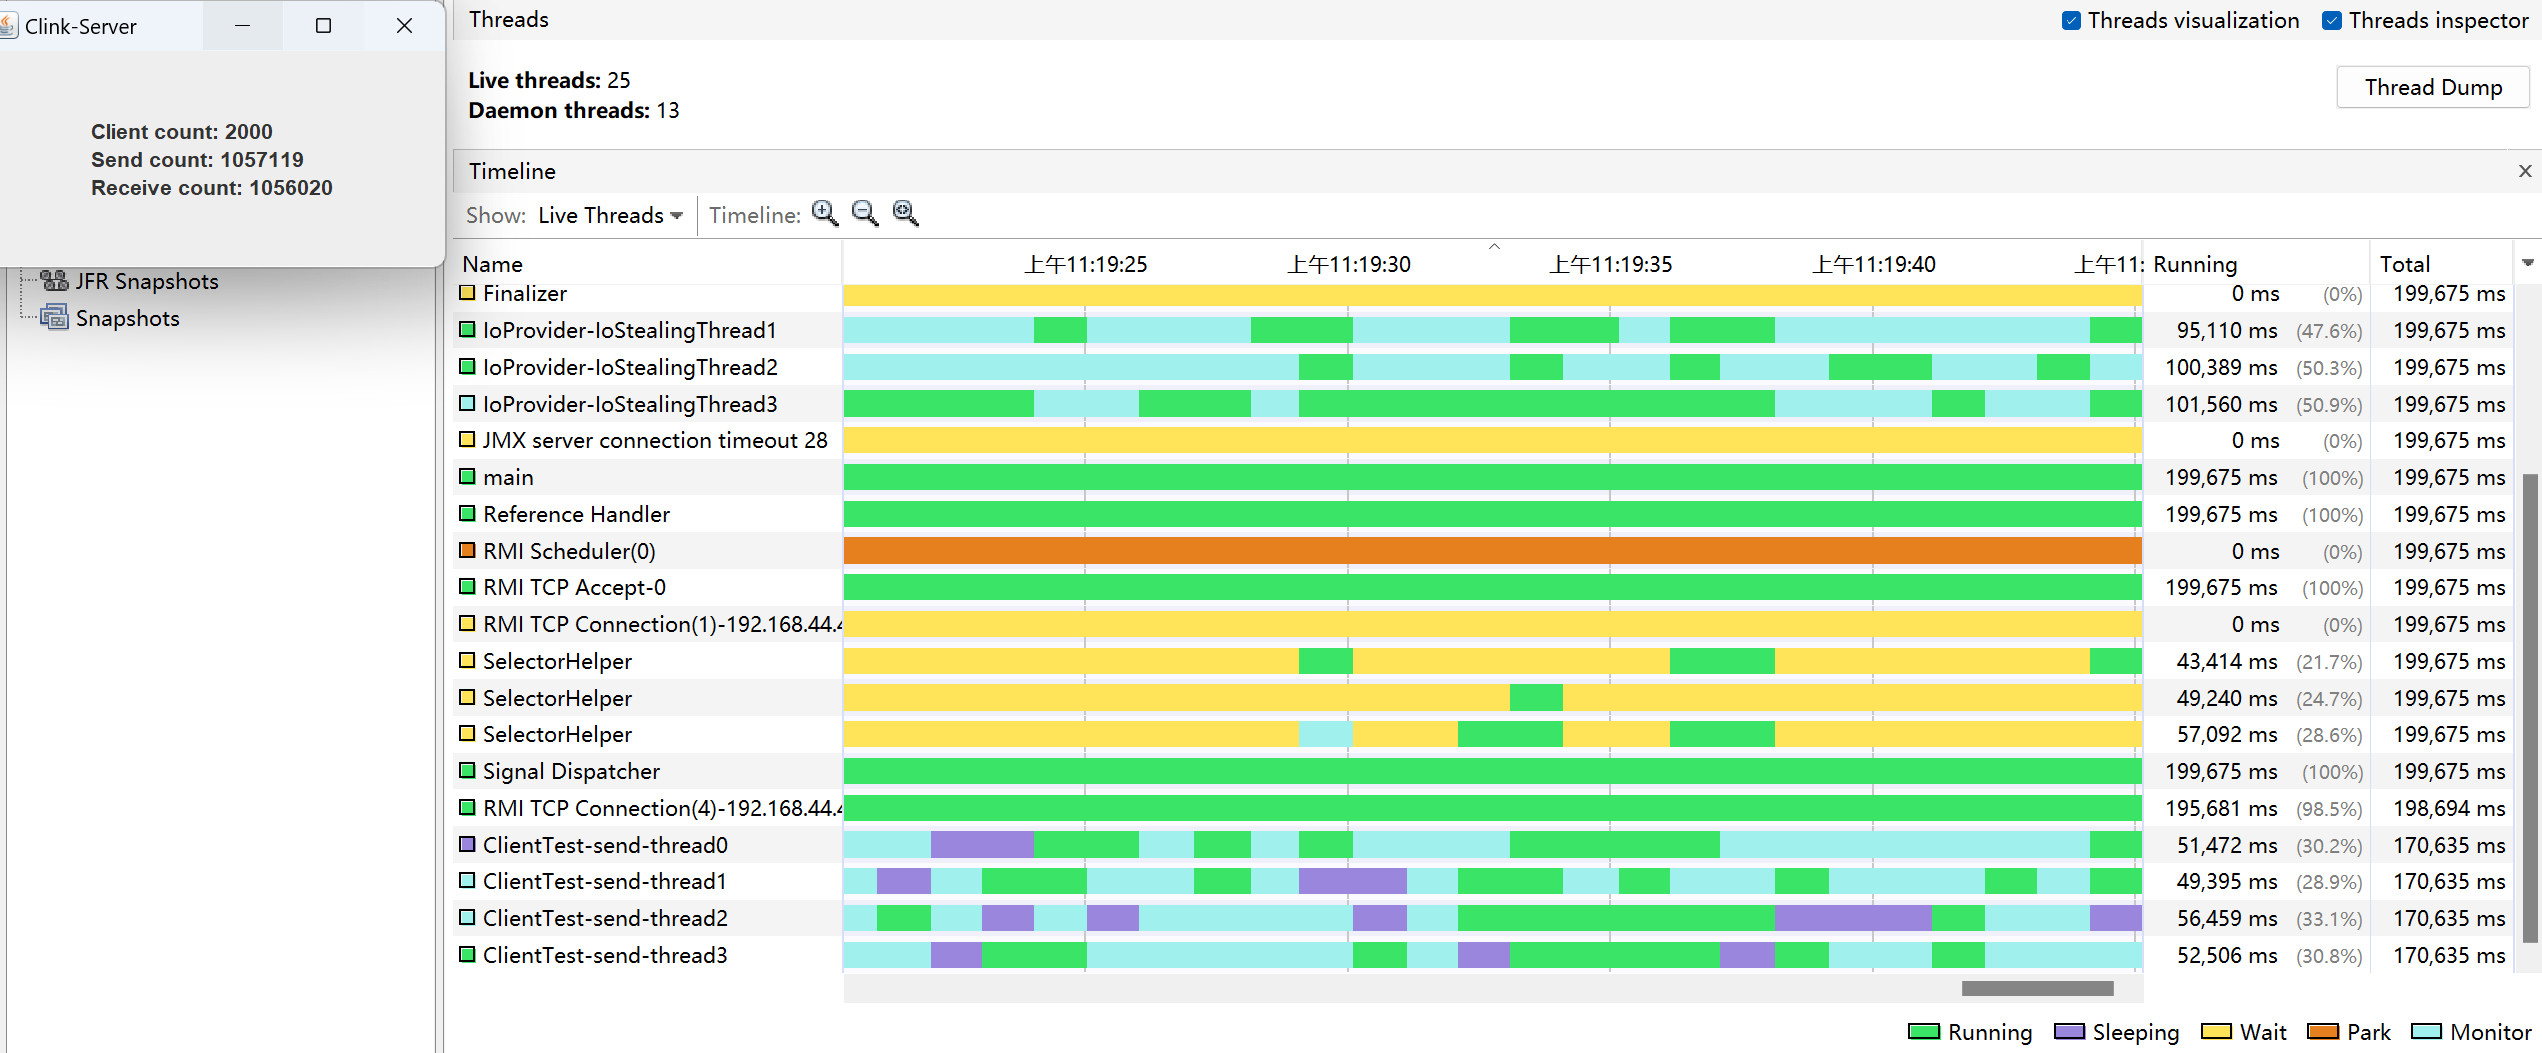 Clink-Server
Client count: 2000
Send count: 1057119
Receive count: 1056020
JFR Snapshots
Snapshots
Threads
Threads visualization
Threads inspector
Live threads: 25
Daemon threads: 13
Thread Dump
Timeline
Show: Live Threads Timeline:
Name 上午11:19:25 上午11:19:30 上午11:19:35 上午11:19:40 上午11: Running Total
Finalizer 0 ms (0%) 199,675 ms
IoProvider-IoStealingThread1 95,110 ms (47.6%) 199,675 ms
IoProvider-IoStealingThread2 100,389 ms (50.3%) 199,675 ms
IoProvider-IoStealingThread3 101,560 ms (50.9%) 199,675 ms
JMX server connection timeout 28 0 ms (0%) 199,675 ms
main 199,675 ms (100%) 199,675 ms
Reference Handler 199,675 ms (100%) 199,675 ms
RMI Scheduler(0) 0 ms (0%) 199,675 ms
RMI TCP Accept-0 199,675 ms (100%) 199,675 ms
RMI TCP Connection(1)-192.168.44.4 0 ms (0%) 199,675 ms
SelectorHelper 43,414 ms (21.7%) 199,675 ms
SelectorHelper 49,240 ms (24.7%) 199,675 ms
SelectorHelper 57,092 ms (28.6%) 199,675 ms
Signal Dispatcher 199,675 ms (100%) 199,675 ms
RMI TCP Connection(4)-192.168.44.4 195,681 ms (98.5%) 198,694 ms
ClientTest-send-thread0 51,472 ms (30.2%) 170,635 ms
ClientTest-send-thread1 49,395 ms (28.9%) 170,635 ms
ClientTest-send-thread2 56,459 ms (33.1%) 170,635 ms
ClientTest-send-thread3 52,506 ms (30.8%) 170,635 ms
Running Sleeping Wait Park Monitor